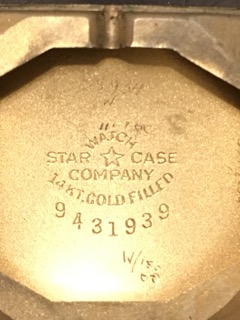 WATCH
STAR ☆ CASE
COMPANY
14 KT. GOLD FILLED
9431939